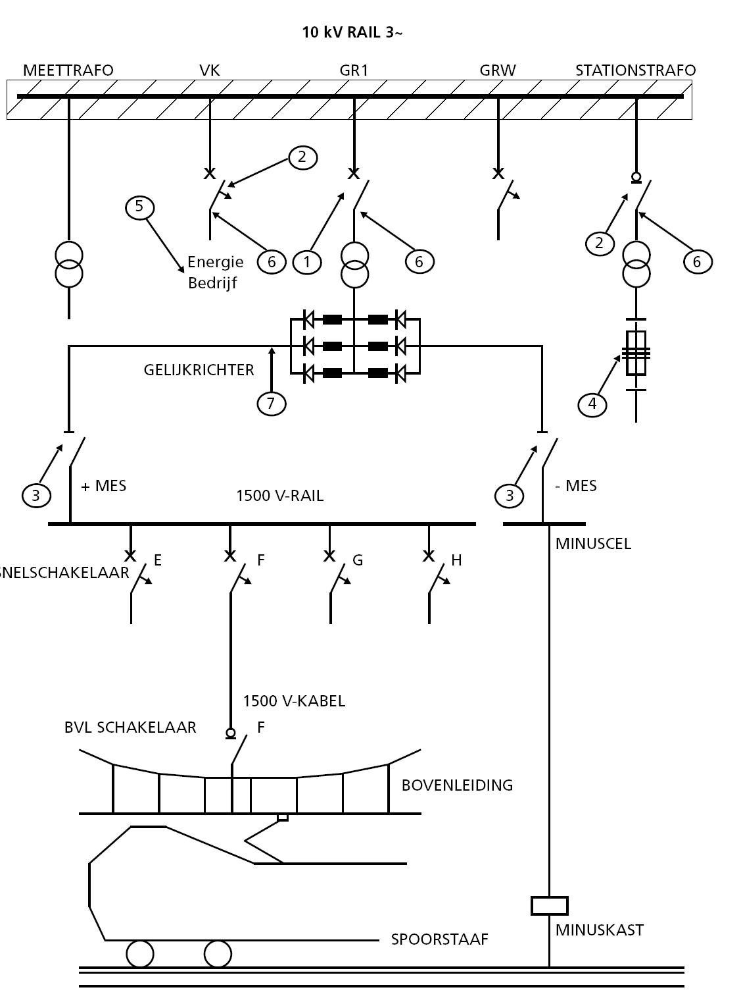 10 kV RAIL 3~
MEETTRAFO VK GR1 GRW STATIONSTRAFO
2
5
2
Energie
Bedrijf
6 1 6 6
GELIJKRICHTER
7
4
+ MES
- MES
3
3
1500 V-RAIL
MINUSCEL
E F G H
SNELSCHAKELAAR
1500 V-KABEL
BVL SCHAKELAAR F
BOVENLEIDING
MINUSKAST
SPOORSTAAF